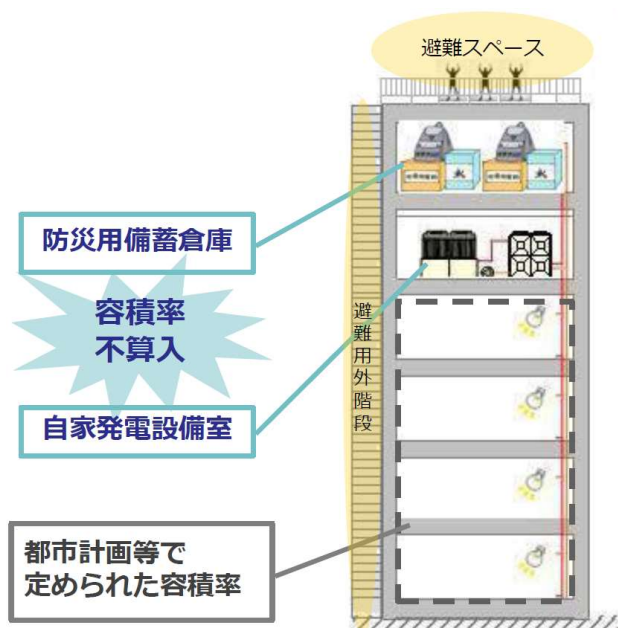 避難スペース
防災用備蓄倉庫
容積率
不算入
自家発電設備室
避難用外階段
都市計画等で
定められた容積率